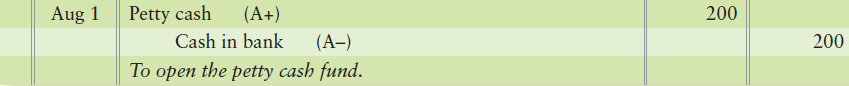 Aug 1 Petty cash (A+) 200
Cash in bank (A–) 200
To open the petty cash fund.